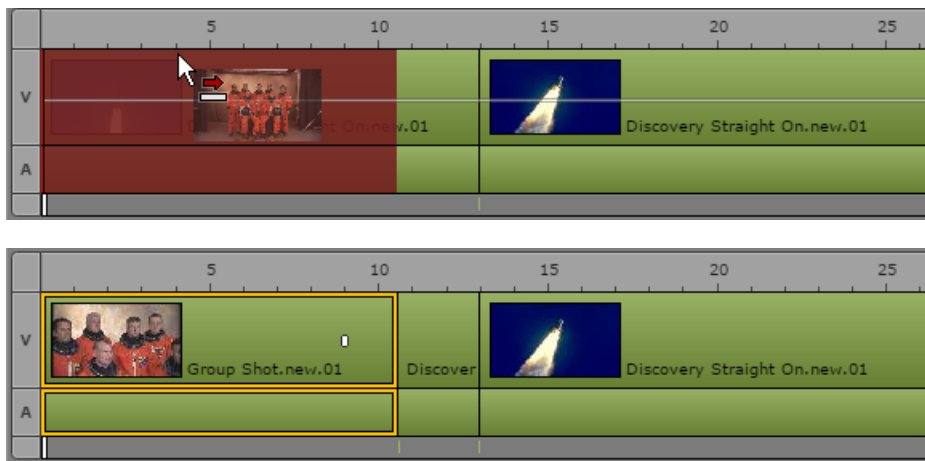 5 10 15 20 25
V
nt On.new.01
Discovery Straight On.new.01
A
5 10 15 20 25
V
Group Shot.new.01 Discover Discovery Straight On.new.01
A